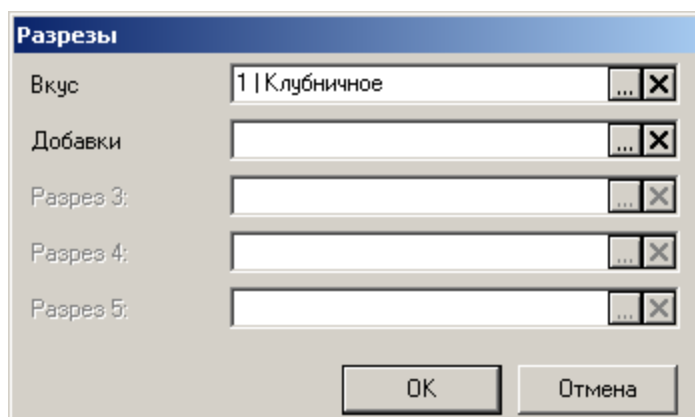 Разрезы
Вкус 1 | Клубничное ...
Добавки ...
Разрез 3: ...
Разрез 4: ...
Разрез 5: ...
OK Отмена